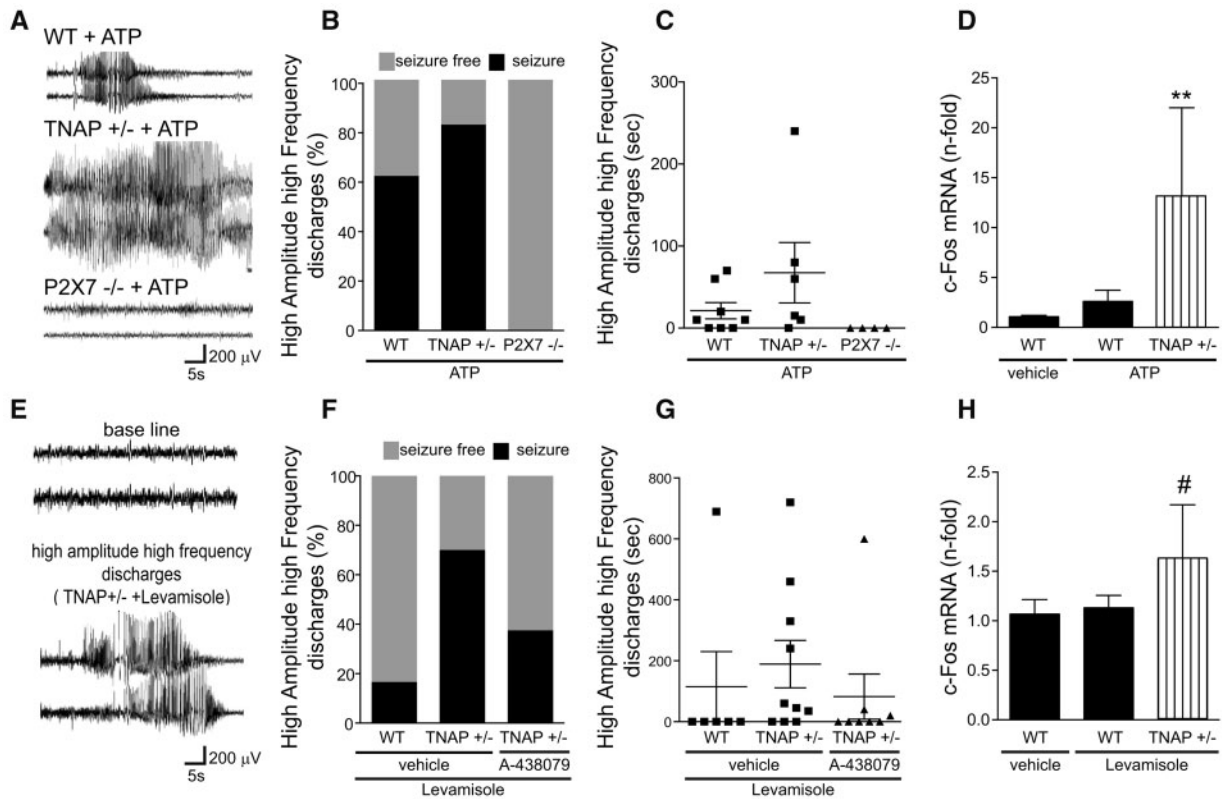 A
WT + ATP
TNAP +/- + ATP
P2X7 -/- + ATP
200 µV
5s
B
seizure free
seizure
High Amplitude high Frequency
discharges (%)
100
80
60
40
20
0
WT
TNAP +/-
P2X7 -/-
ATP
C
High Amplitude high Frequency
discharges (sec)
300
200
100
0
WT
TNAP +/-
P2X7 -/-
ATP
D
c-Fos mRNA (n-fold)
25
20
15
10
5
0
**
WT
WT
TNAP +/-
vehicle
ATP
E
base line
high amplitude high frequency
discharges
( TNAP+/- +Levamisole)
200 µV
5s
F
seizure free
seizure
High Amplitude high Frequency
discharges (%)
100
80
60
40
20
0
WT
TNAP +/-
TNAP +/-
vehicle
A-438079
Levamisole
G
High Amplitude high Frequency
discharges (sec)
800
600
400
200
0
WT
TNAP +/-
TNAP +/-
vehicle
A-438079
Levamisole
H
c-Fos mRNA (n-fold)
2.5
2.0
1.5
1.0
0.5
0.0
#
WT
WT
TNAP +/-
vehicle
Levamisole